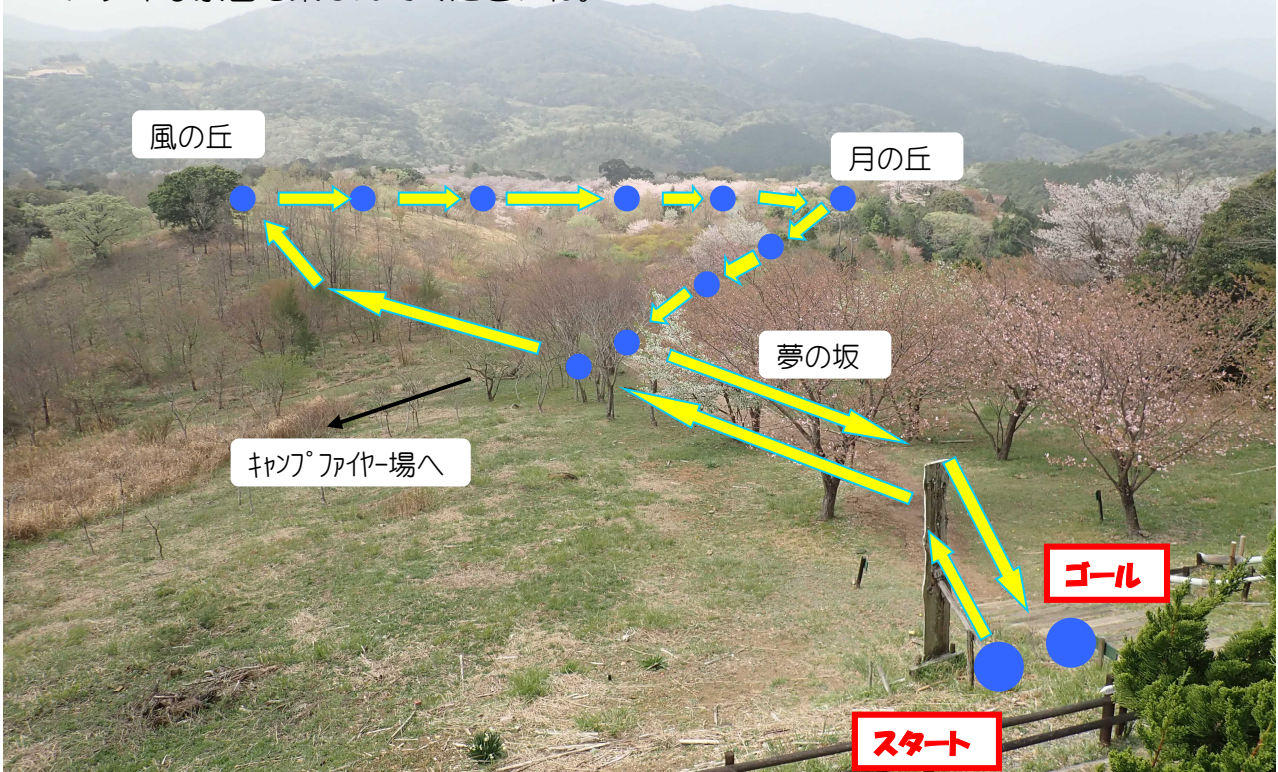 風の丘
月の丘
夢の坂
ｷｬﾝﾌﾟﾌｧｲﾔｰ場へ
ゴール
スタート